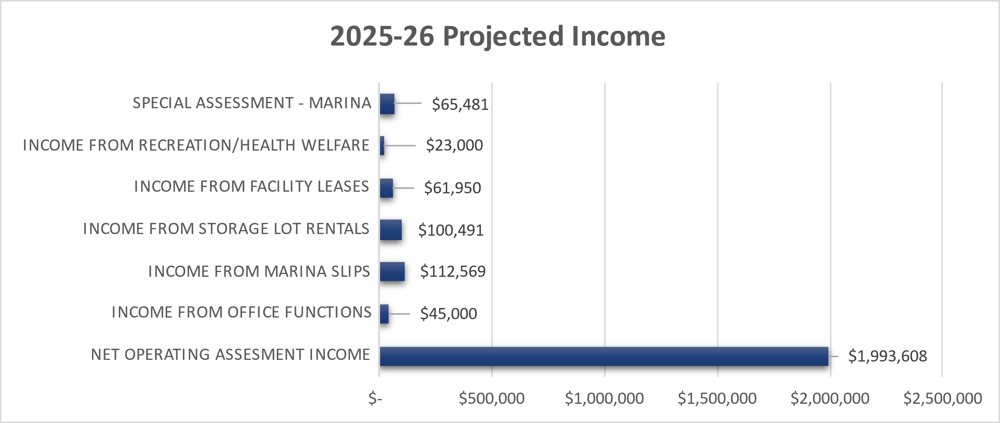 2025-26 Projected Income
SPECIAL ASSESSMENT - MARINA $65,481
INCOME FROM RECREATION/HEALTH WELFARE $23,000
INCOME FROM FACILITY LEASES $61,950
INCOME FROM STORAGE LOT RENTALS $100,491
INCOME FROM MARINA SLIPS $112,569
INCOME FROM OFFICE FUNCTIONS $45,000
NET OPERATING ASSESMENT INCOME $1,993,608
$- $500,000 $1,000,000 $1,500,000 $2,000,000 $2,500,000